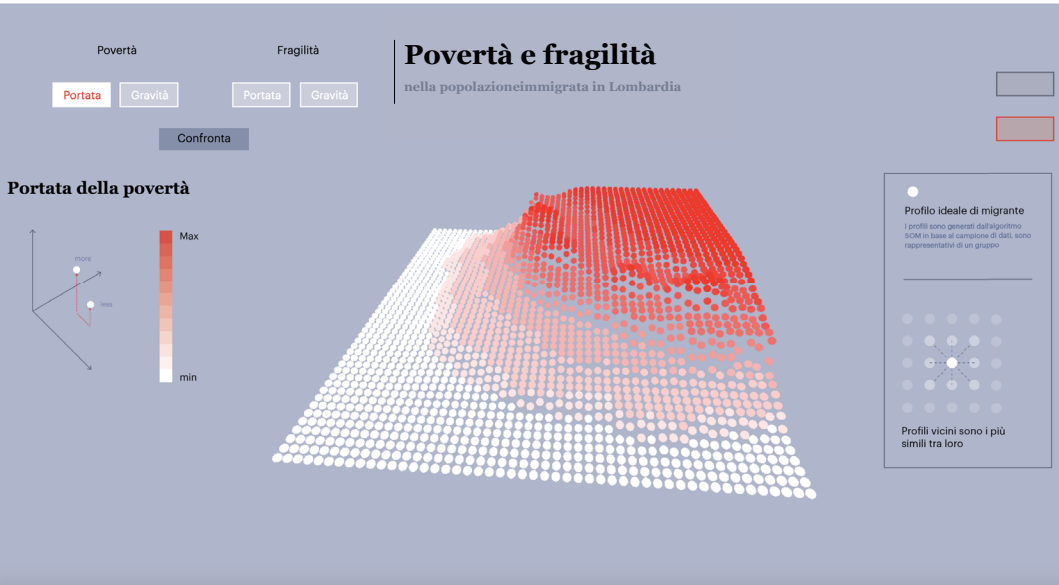 Povertà
Fragilità
Povertà e fragilità
nella popolazioneimmigrata in Lombardia
Portata
Gravità
Portata
Gravità
Confronta
Portata della povertà
Max
more
less
min
Profilo ideale di migrante
I profili sono generati dall'algoritmo
SOM in base al campione di dati, sono
rappresentativi di un gruppo
Profili vicini sono i più
simili tra loro